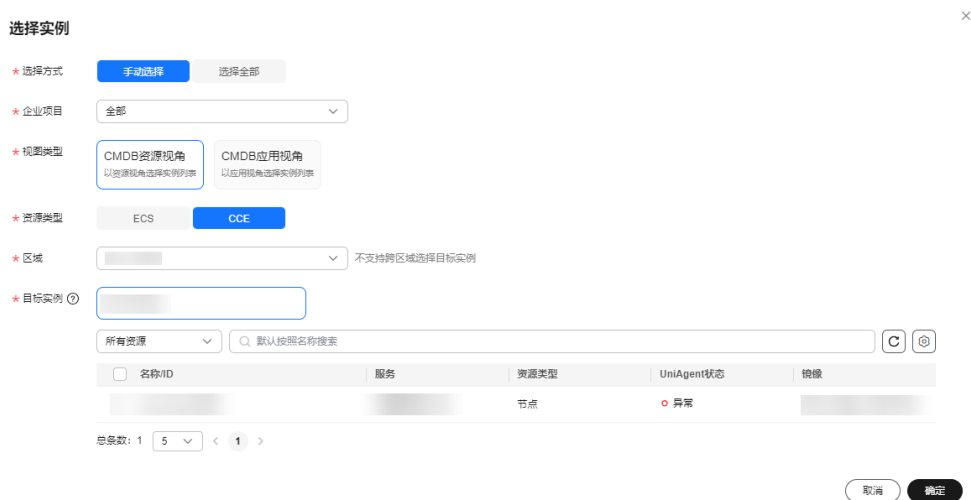 选择实例
* 选择方式 手动选择 选择全部
* 企业项目 全部
* 视图类型 CMDB资源视角 CMDB应用视角
以资源视角选择实例列表 以应用视角选择实例列表
* 资源类型 ECS CCE
* 区域 不支持跨区域选择目标实例
* 目标实例
所有资源 默认按照名称搜索
名称/ID 服务 资源类型 UniAgent状态 镜像
节点 异常
总条数: 1 5 1
取消 确定